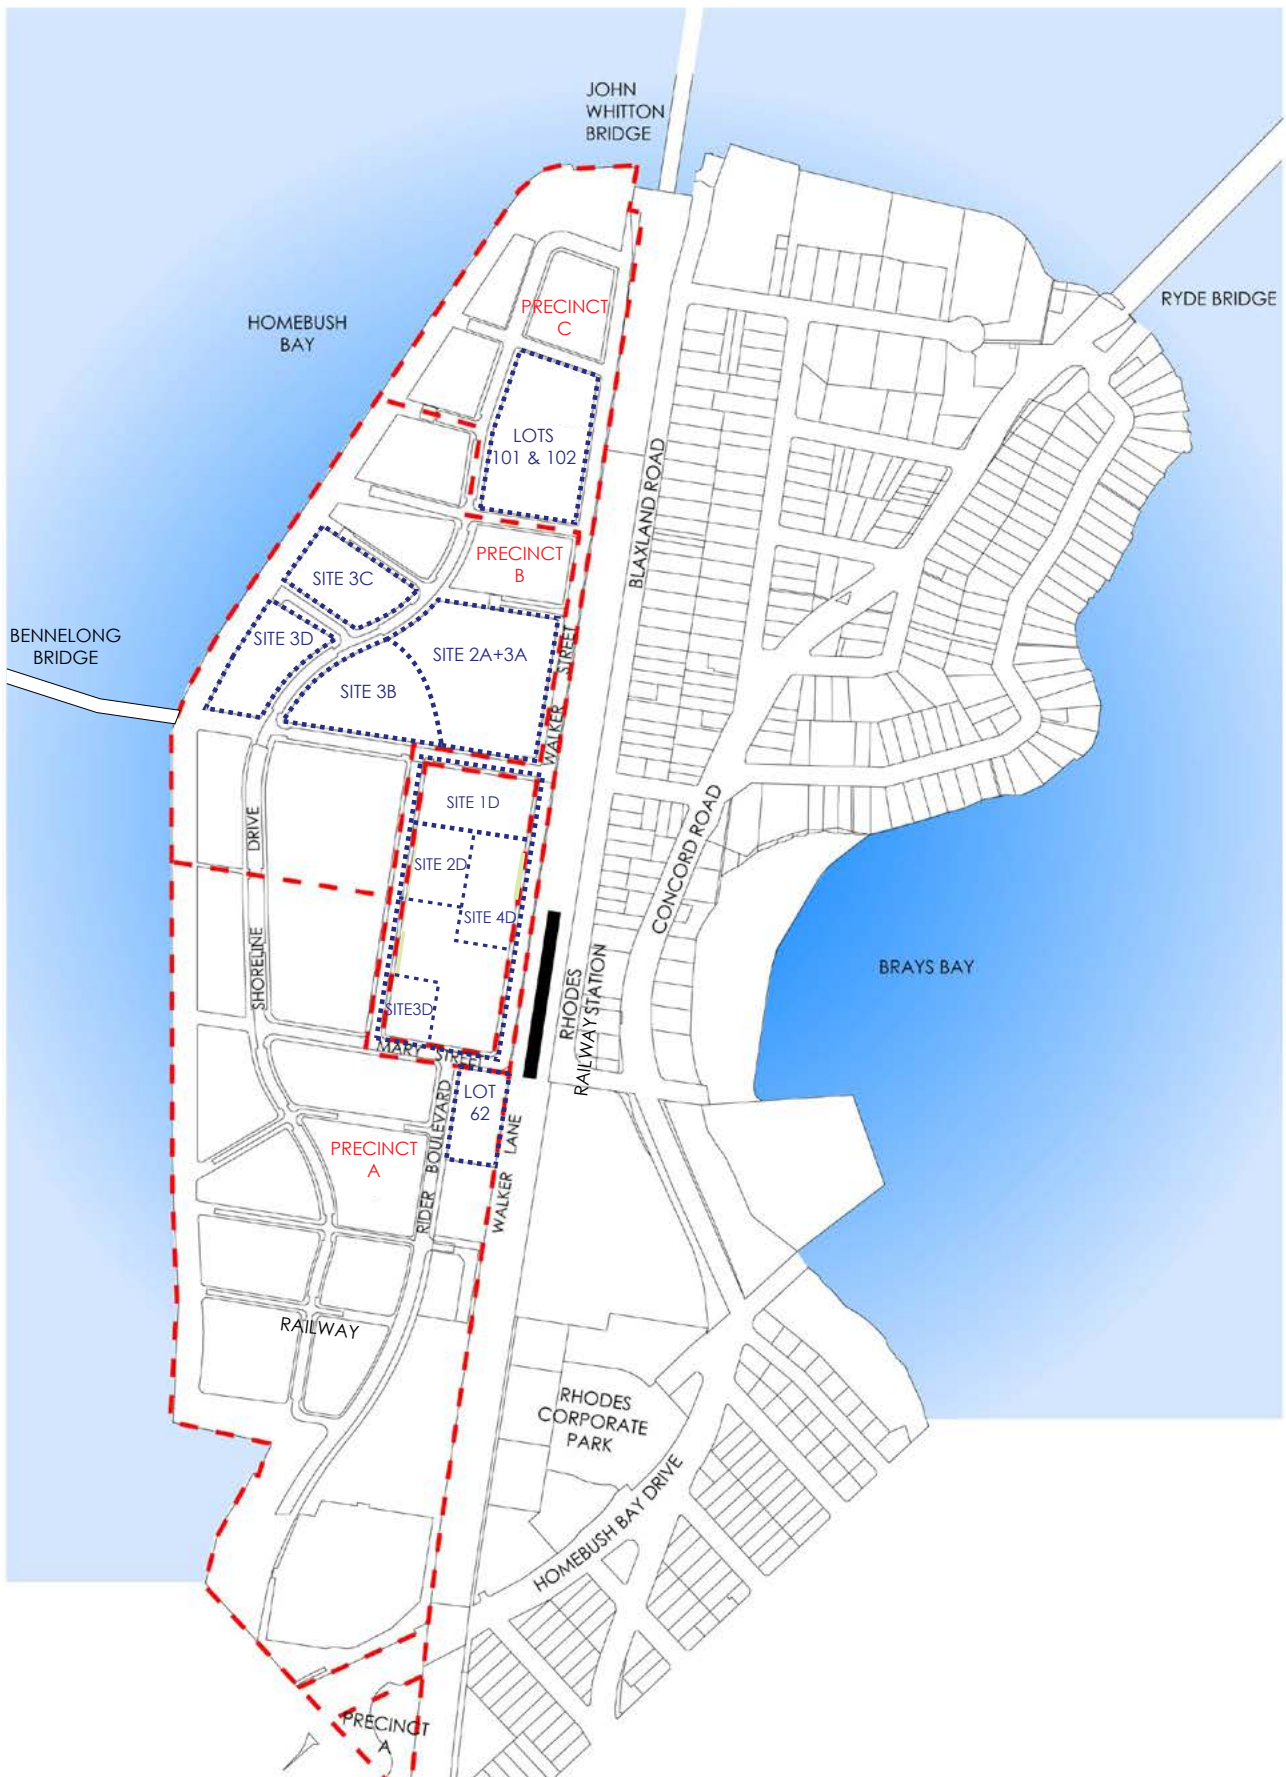 JOHN
WHITTON
BRIDGE
RYDE BRIDGE
HOMEBUSH
BAY
PRECINCT
C
LOTS
101 & 102
BLAXLAND ROAD
PRECINCT
B
SITE 3C
SITE 3D
BENNELONG
BRIDGE
SITE 2A+3A
SITE 3B
WALKER STREET
SITE 1D
SITE 2D
SITE 4D
SITE3D
SHORELINE DRIVE
CONCORD ROAD
BRAYS BAY
RHODES
RAILWAY STATION
MARY STREET
LOT
62
RIDER BOULEVARD
WALKER LANE
PRECINCT
A
RAILWAY
RHODES
CORPORATE
PARK
HOMEBUSH BAY DRIVE
PRECINCT
A